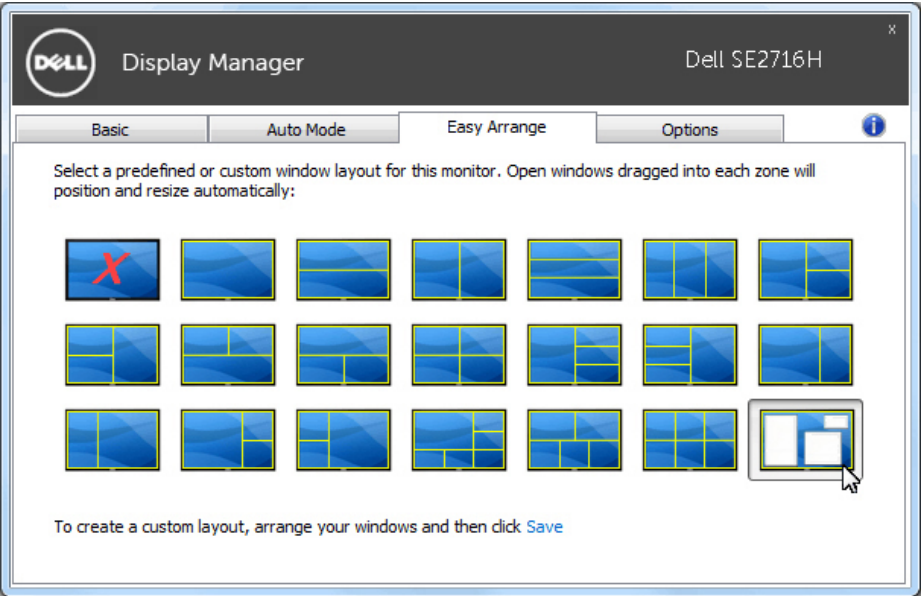 DELL
Display Manager
Dell SE2716H
x
Basic
Auto Mode
Easy Arrange
Options
i
Select a predefined or custom window layout for this monitor. Open windows dragged into each zone will
position and resize automatically:
X
To create a custom layout, arrange your windows and then click Save